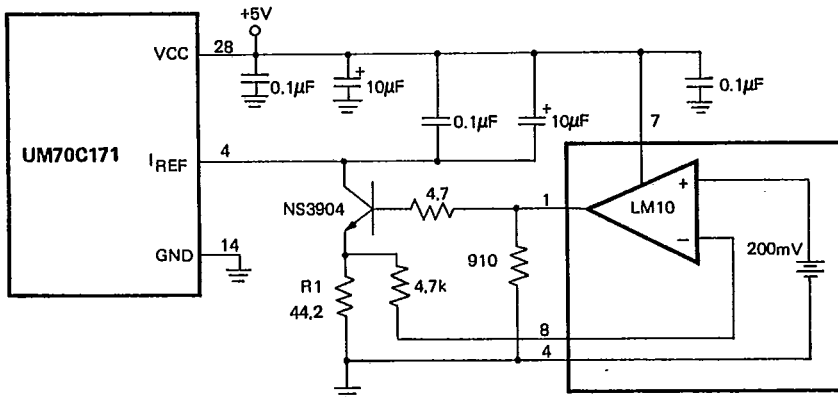 +5V
VCC 28
0.1μF
10μF
+
0.1μF
10μF
+
0.1μF
7
UM70C171
IREF 4
NS3904
4.7
1
LM10
+
−
200mV
GND 14
910
R1
44.2
4.7k
8
4